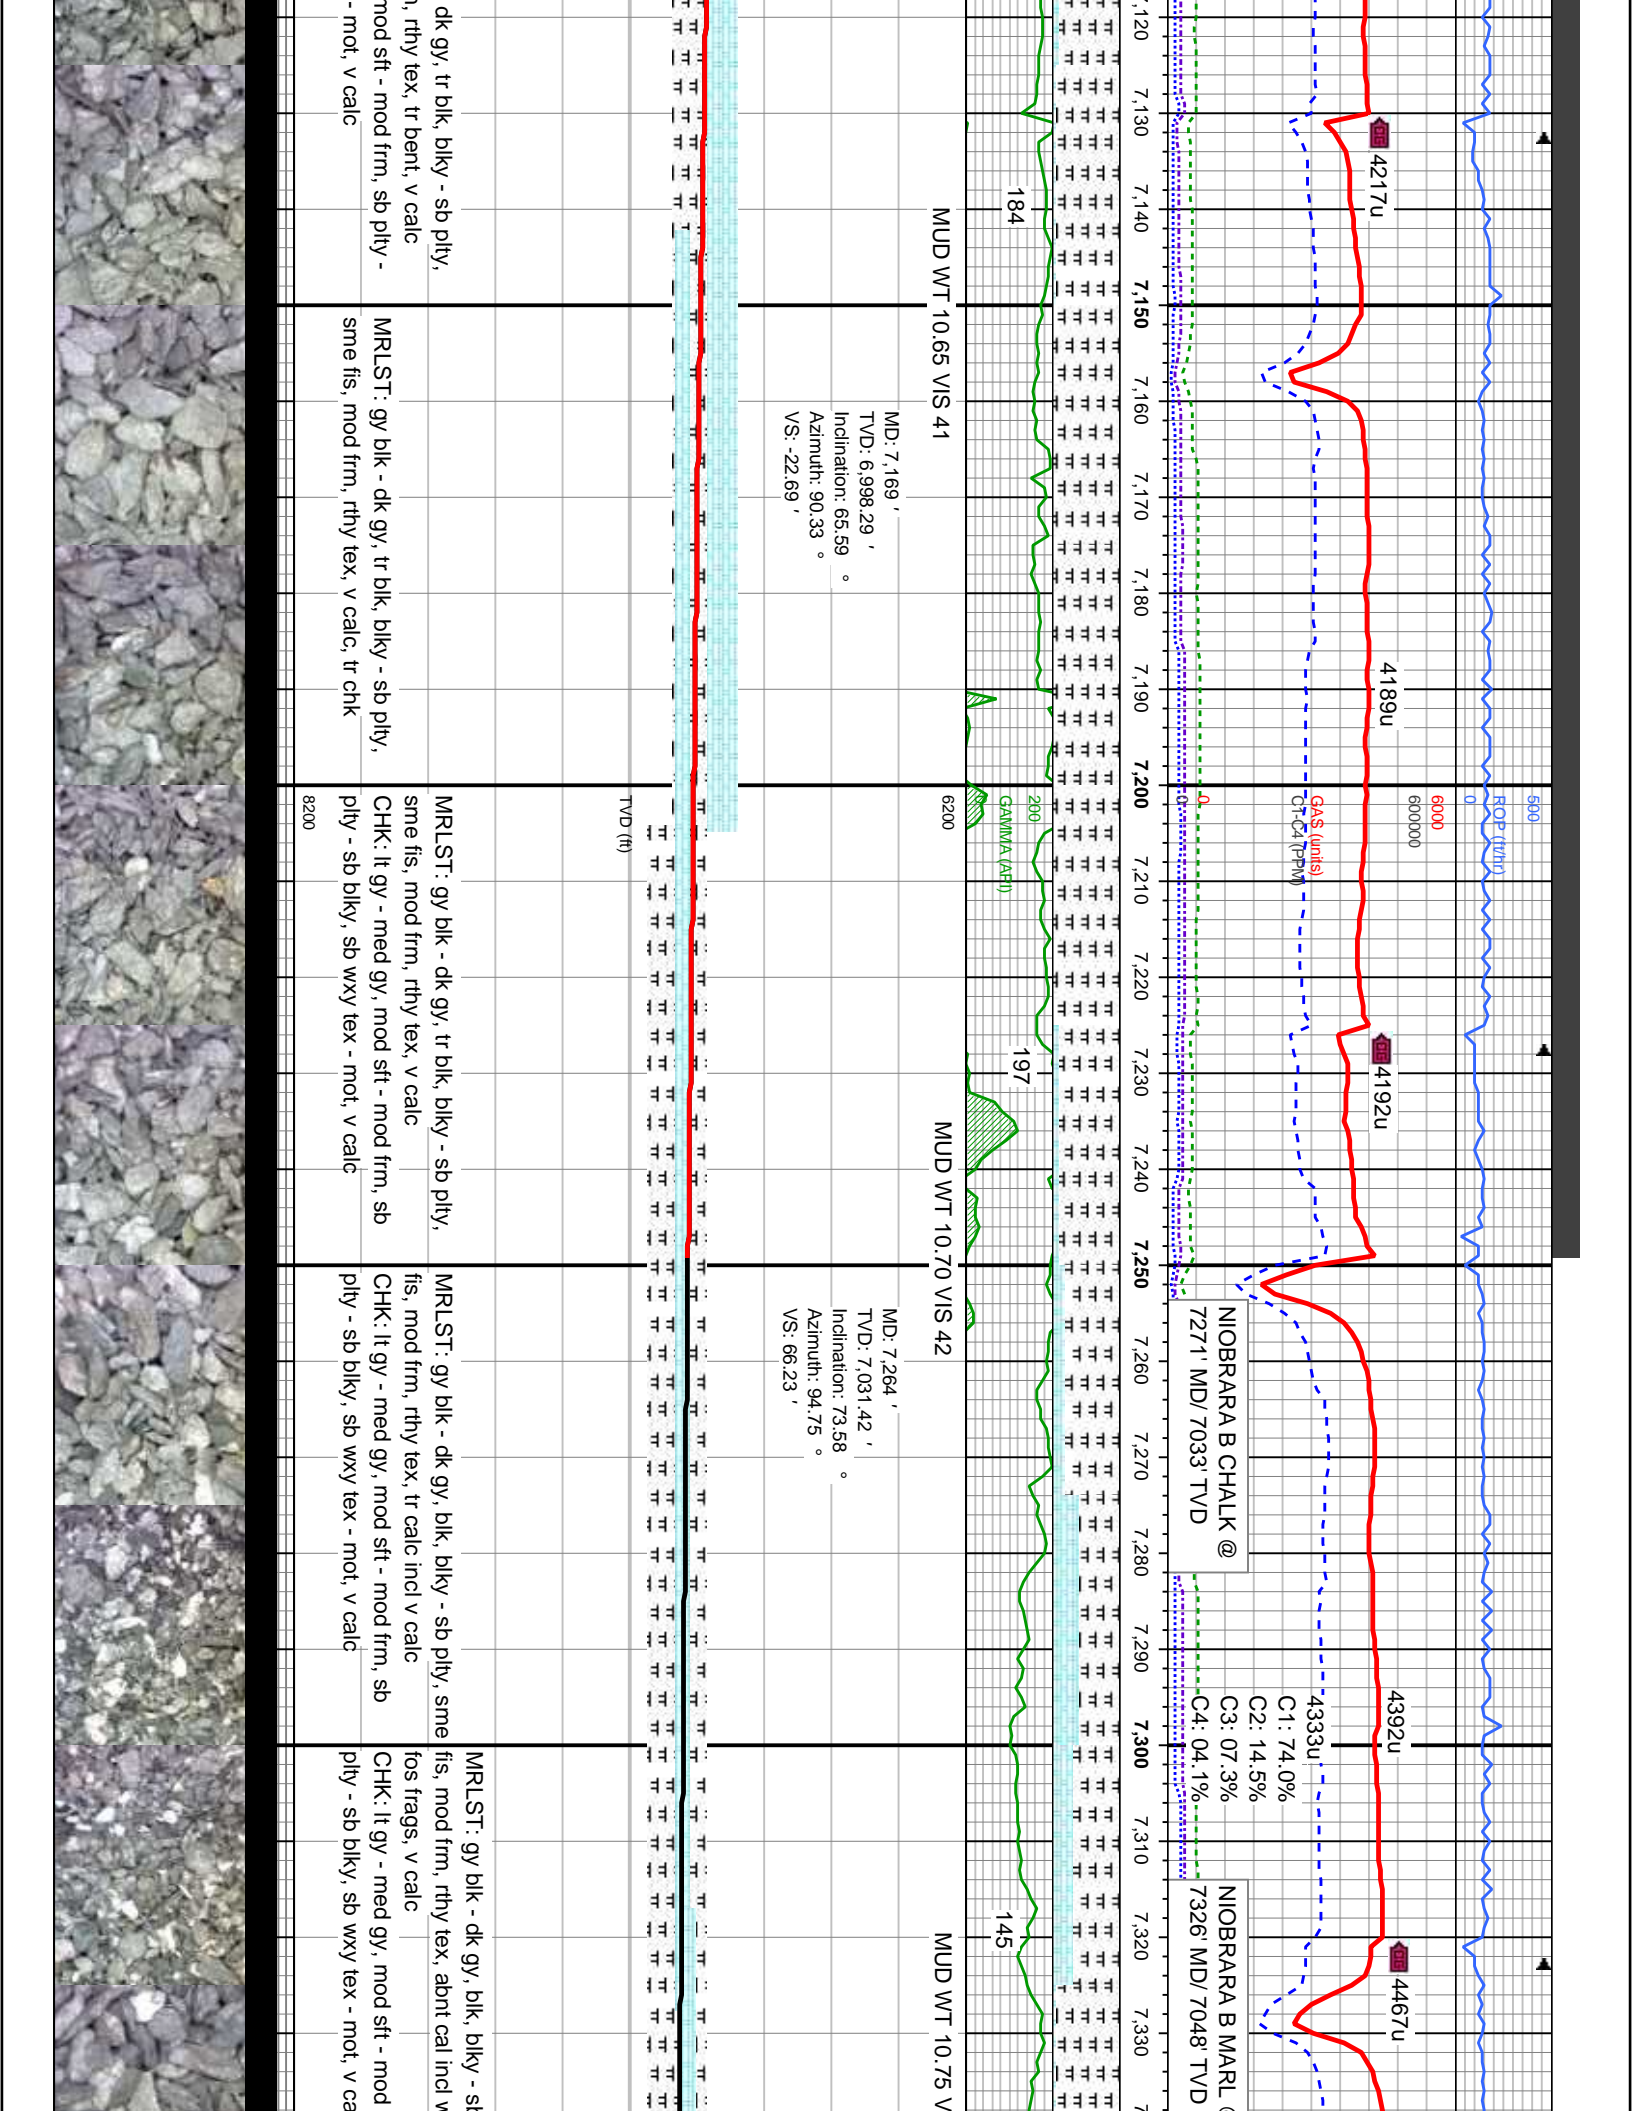 7,120
7,130
7,140
7,150
7,160
7,170
7,180
7,190
7,200
7,210
7,220
7,230
7,240
7,250
7,260
7,270
7,280
7,290
7,300
7,310
7,320
7,330
500
ROP (ft/hr)
0
6000
600000
GAS (units)
C1-C4 (PPM)
0
0
4217u
4189u
4192u
4392u
4467u
4333u
C1: 74.0%
C2: 14.5%
C3: 07.3%
C4: 04.1%
NIOBRARA B CHALK @
7271' MD/ 7033' TVD
NIOBRARA B MARL
7326' MD/ 7048' TVD
200
GAMMA (API)
184
197
145
MUD WT 10.65 VIS 41
MUD WT 10.70 VIS 42
MUD WT 10.75 V
6200
TVD (ft)
8200
MD: 7,169 '
TVD: 6,998.29 '
Inclination: 65.59 °
Azimuth: 90.33 °
VS: -22.69 '
MD: 7,264 '
TVD: 7,031.42 '
Inclination: 73.58 °
Azimuth: 94.75 °
VS: 66.23 '
dk gy, tr blk, blky - sb plty,
rthy tex, tr bent, v calc
mod sft - mod frm, sb plty -
- mot, v calc
MRLST: gy blk - dk gy, tr blk, blky - sb plty,
sme fis, mod frm, rthy tex, v calc, tr chk
MRLST: gy blk - dk gy, tr blk, blky - sb plty,
sme fis, mod frm, rthy tex, v calc
CHK: lt gy - med gy, mod sft - mod frm, sb
plty - sb blky, sb wxy tex - mot, v calc
MRLST: gy blk - dk gy, blk, blky - sb plty, sme
fis, mod frm, rthy tex, tr calc incl v calc
CHK: lt gy - med gy, mod sft - mod frm, sb
plty - sb blky, sb wxy tex - mot, v calc
MRLST: gy blk - dk gy, blk, blky - sb
fis, mod frm, rthy tex, abnt cal incl
fos frags, v calc
CHK: lt gy - med gy, mod sft - mod
plty - sb blky, sb wxy tex - mot, v ca